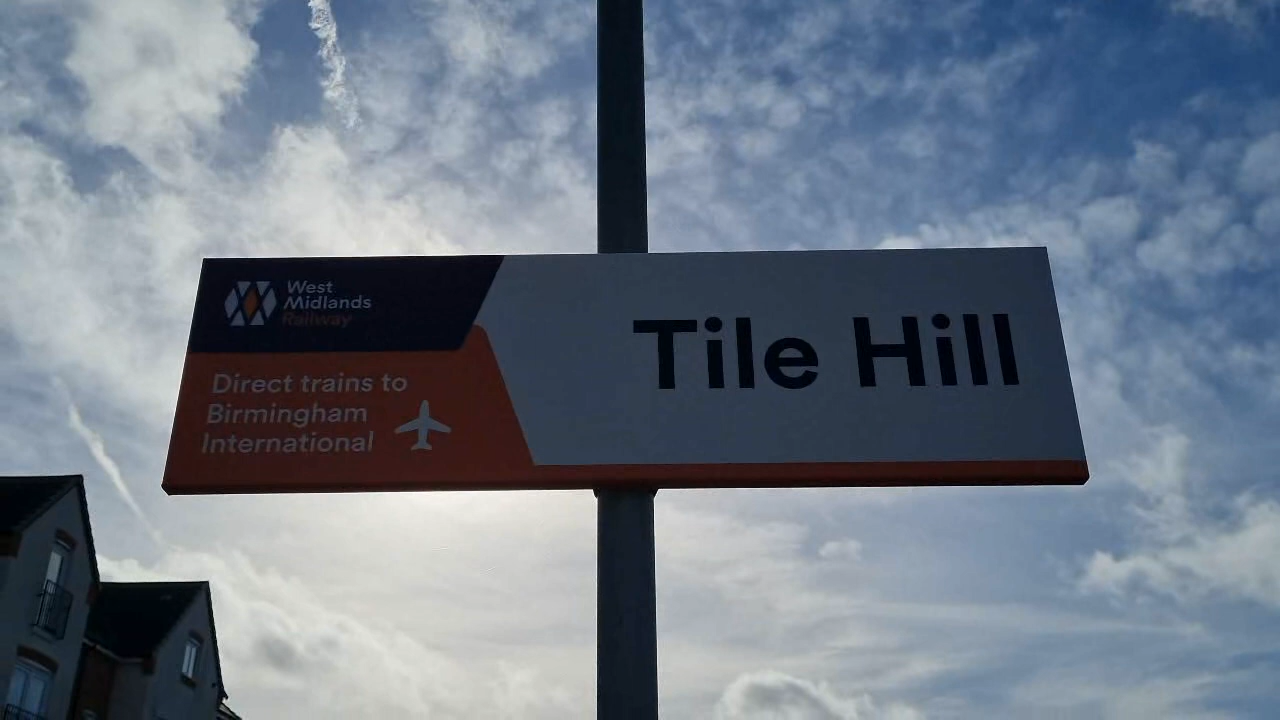 West
Midlands
Railway
Direct trains to
Birmingham
International
Tile Hill